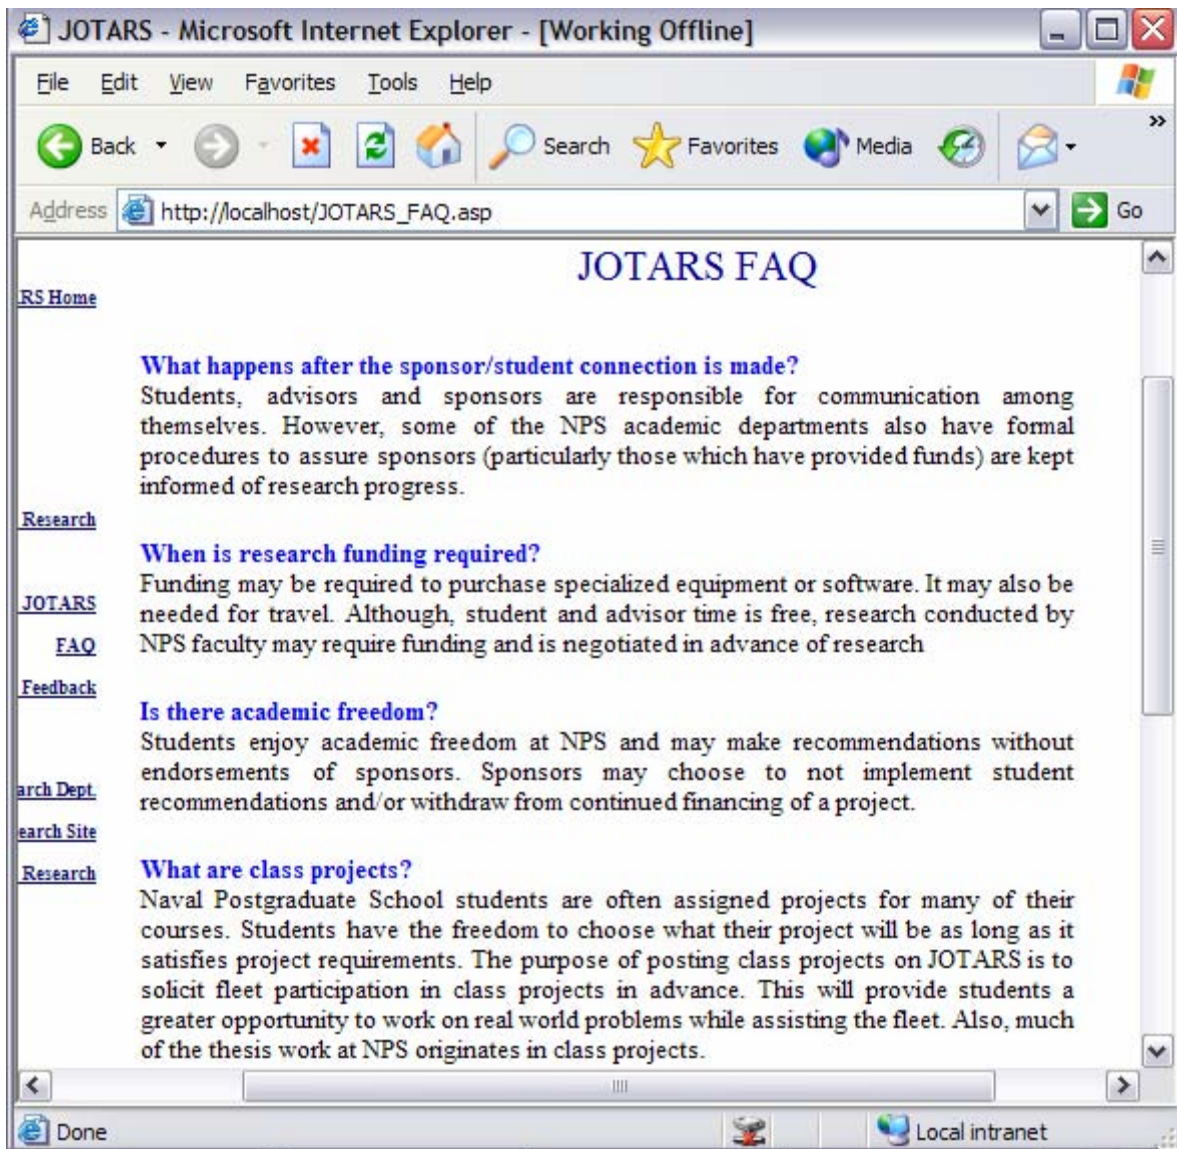 JOTARS - Microsoft Internet Explorer - [Working Offline]
File Edit View Favorites Tools Help
Back Search Favorites Media »
Address http://localhost/JOTARS_FAQ.asp Go
JOTARS FAQ
RS Home
What happens after the sponsor/student connection is made?
Students, advisors and sponsors are responsible for communication among
themselves. However, some of the NPS academic departments also have formal
procedures to assure sponsors (particularly those which have provided funds) are kept
informed of research progress.
Research
When is research funding required?
Funding may be required to purchase specialized equipment or software. It may also be
needed for travel. Although, student and advisor time is free, research conducted by
NPS faculty may require funding and is negotiated in advance of research
JOTARS
FAQ
Feedback
Is there academic freedom?
Students enjoy academic freedom at NPS and may make recommendations without
endorsements of sponsors. Sponsors may choose to not implement student
recommendations and/or withdraw from continued financing of a project.
arch Dept.
earch Site
Research
What are class projects?
Naval Postgraduate School students are often assigned projects for many of their
courses. Students have the freedom to choose what their project will be as long as it
satisfies project requirements. The purpose of posting class projects on JOTARS is to
solicit fleet participation in class projects in advance. This will provide students a
greater opportunity to work on real world problems while assisting the fleet. Also, much
of the thesis work at NPS originates in class projects.
Done Local intranet